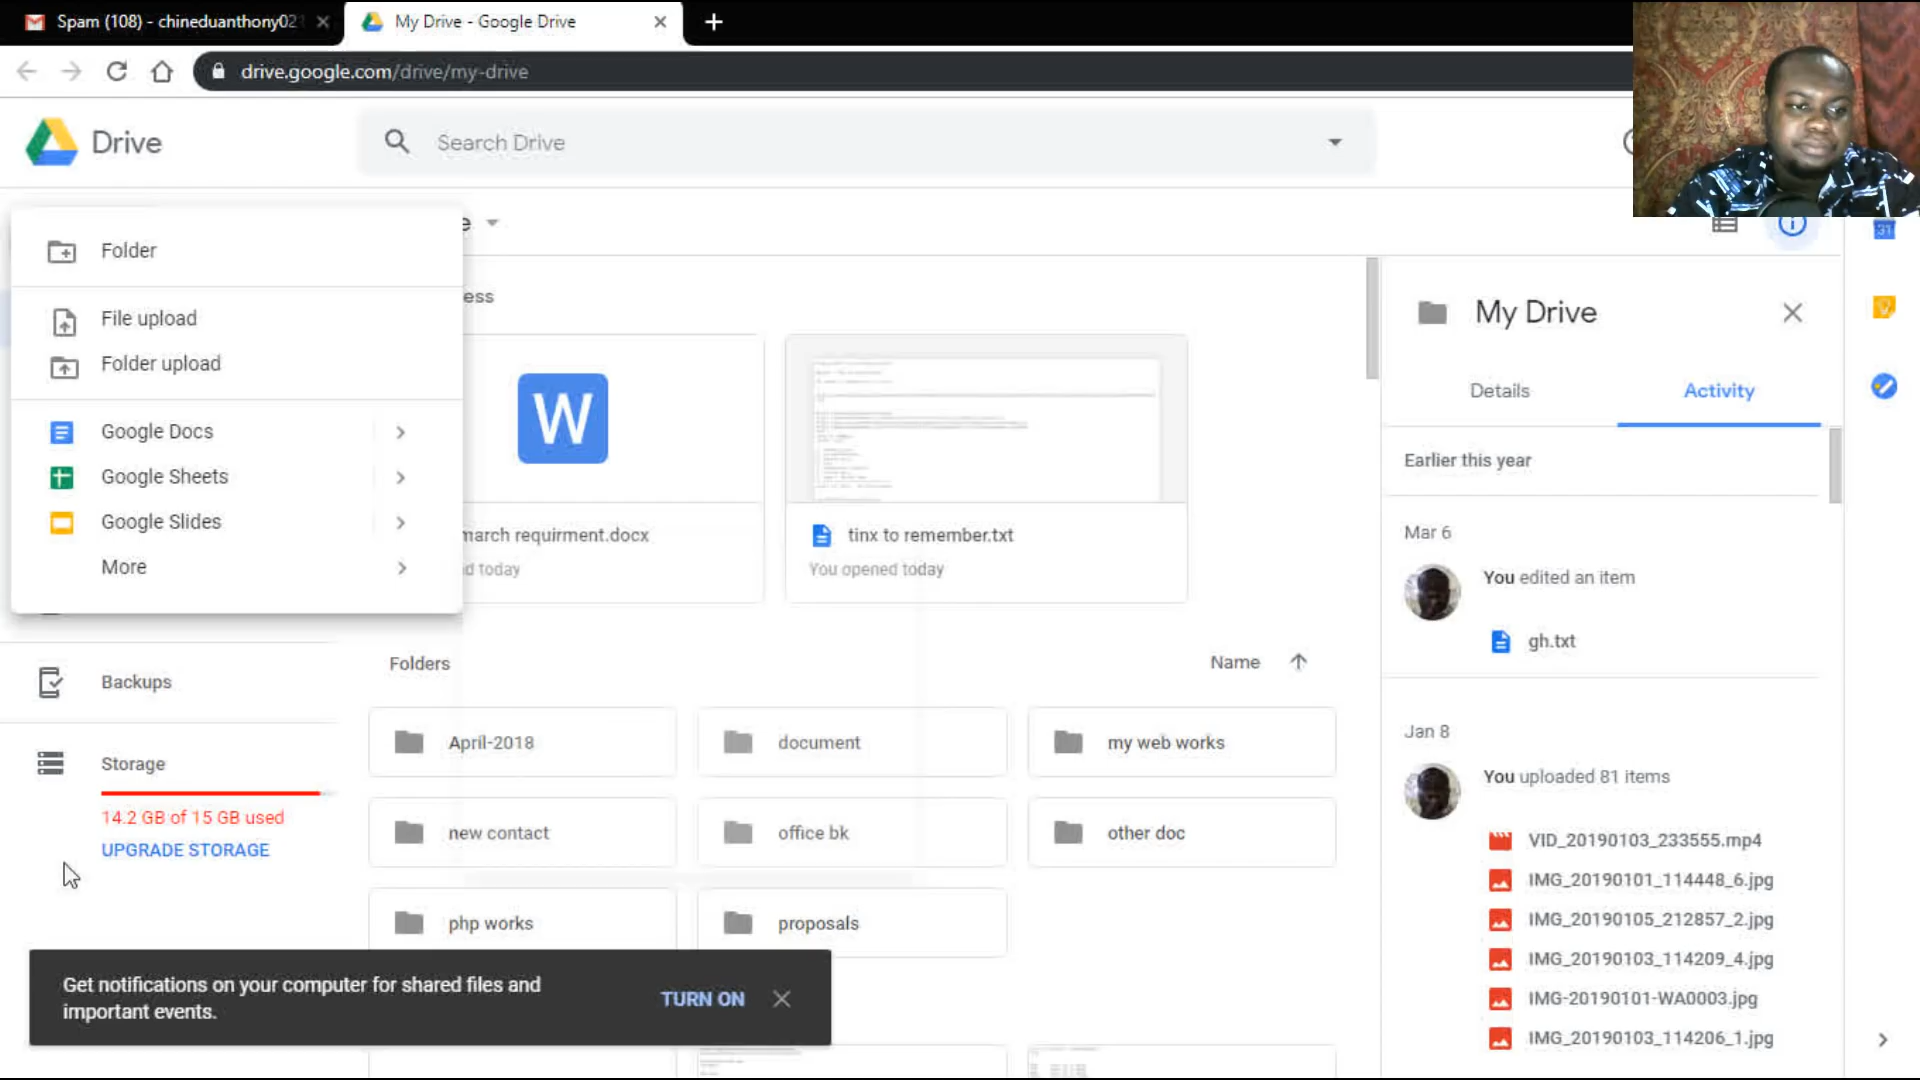 Spam (108) - chineduanthony021
My Drive - Google Drive
drive.google.com/drive/my-drive
Drive
Search Drive
Folder
File upload
Folder upload
Google Docs
Google Sheets
Google Slides
More
Backups
Storage
14.2 GB of 15 GB used
UPGRADE STORAGE
e
ess
W
march requirment.docx
d today
tinx to remember.txt
You opened today
Folders
Name
April-2018
document
my web works
new contact
office bk
other doc
php works
proposals
Get notifications on your computer for shared files and
important events.
TURN ON
My Drive
Details
Activity
Earlier this year
Mar 6
You edited an item
gh.txt
Jan 8
You uploaded 81 items
VID_20190103_233555.mp4
IMG_20190101_114448_6.jpg
IMG_20190105_212857_2.jpg
IMG_20190103_114209_4.jpg
IMG-20190101-WA0003.jpg
IMG_20190103_114206_1.jpg
31